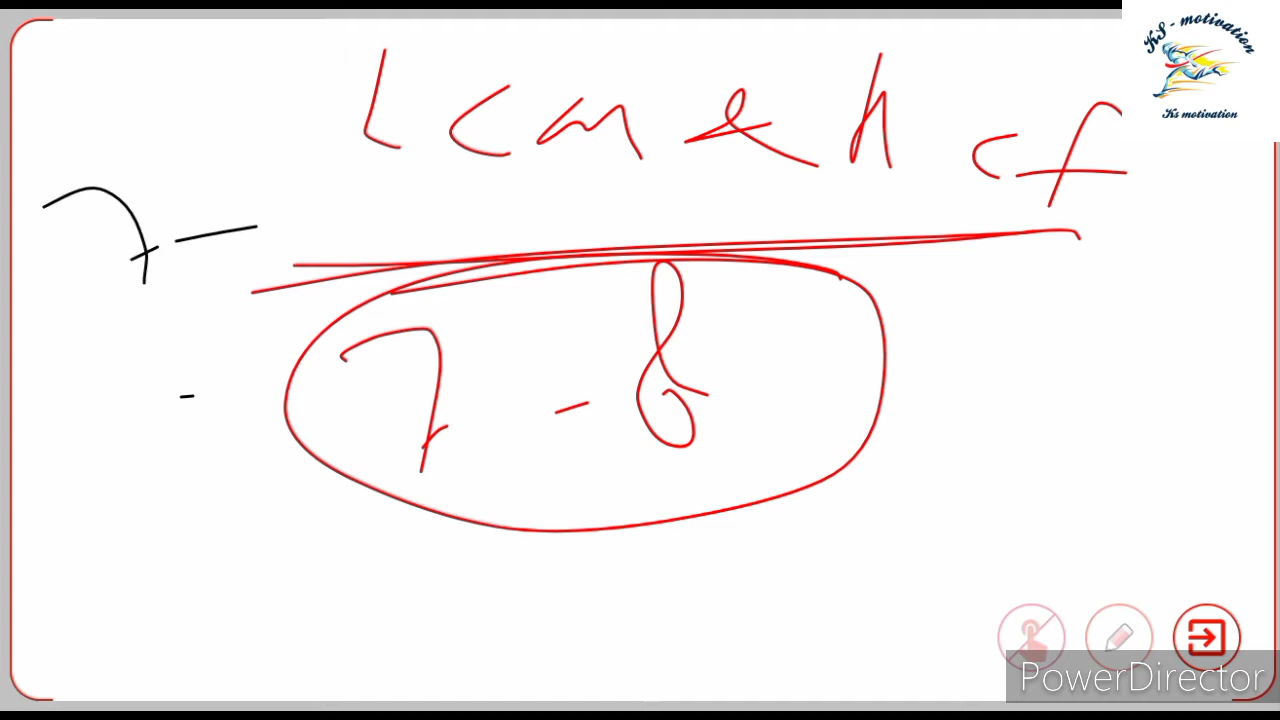 KS - motivation
Ks motivation
Lcm & hcf
7 -
7 - 8
-
PowerDirector